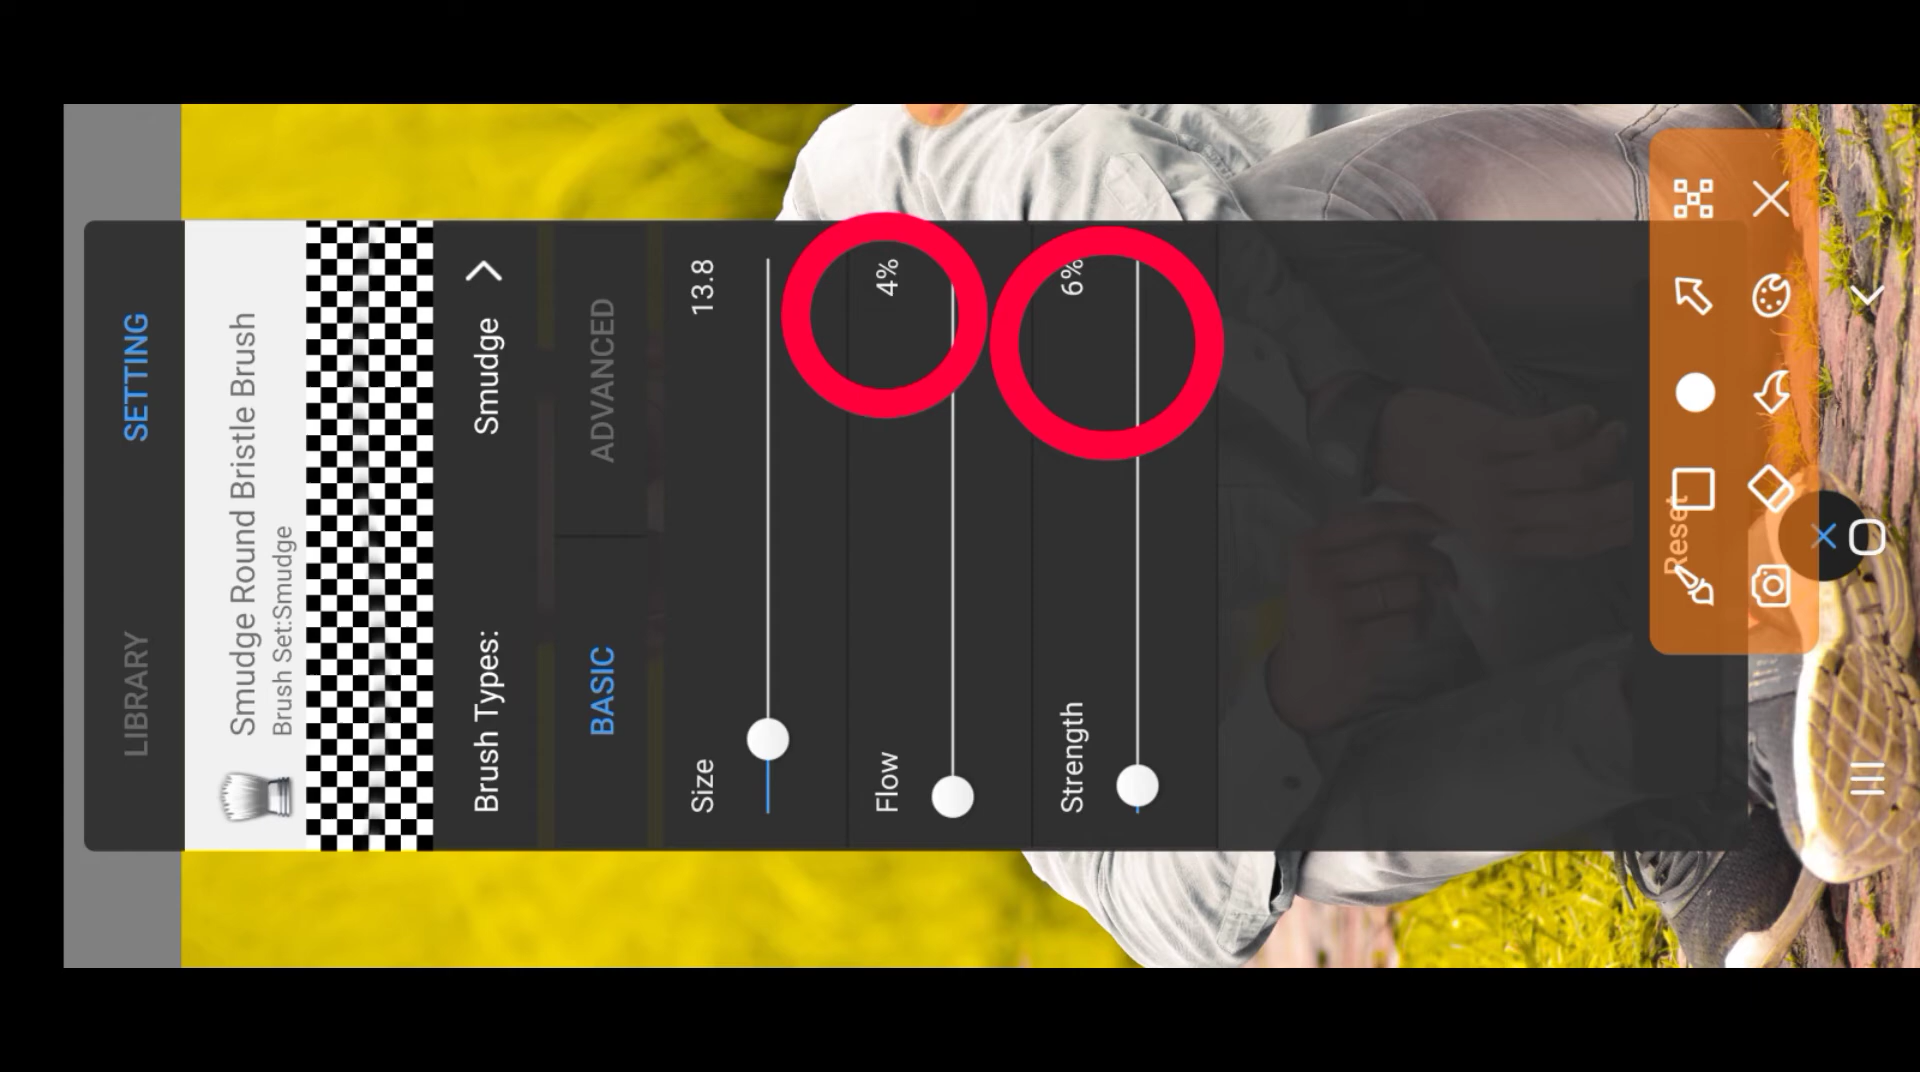 LIBRARY SETTING
Smudge Round Bristle Brush
Brush Set:Smudge
Brush Types: Smudge
BASIC ADVANCED
Size 13.8
Flow 4%
Strength 6%
Reset